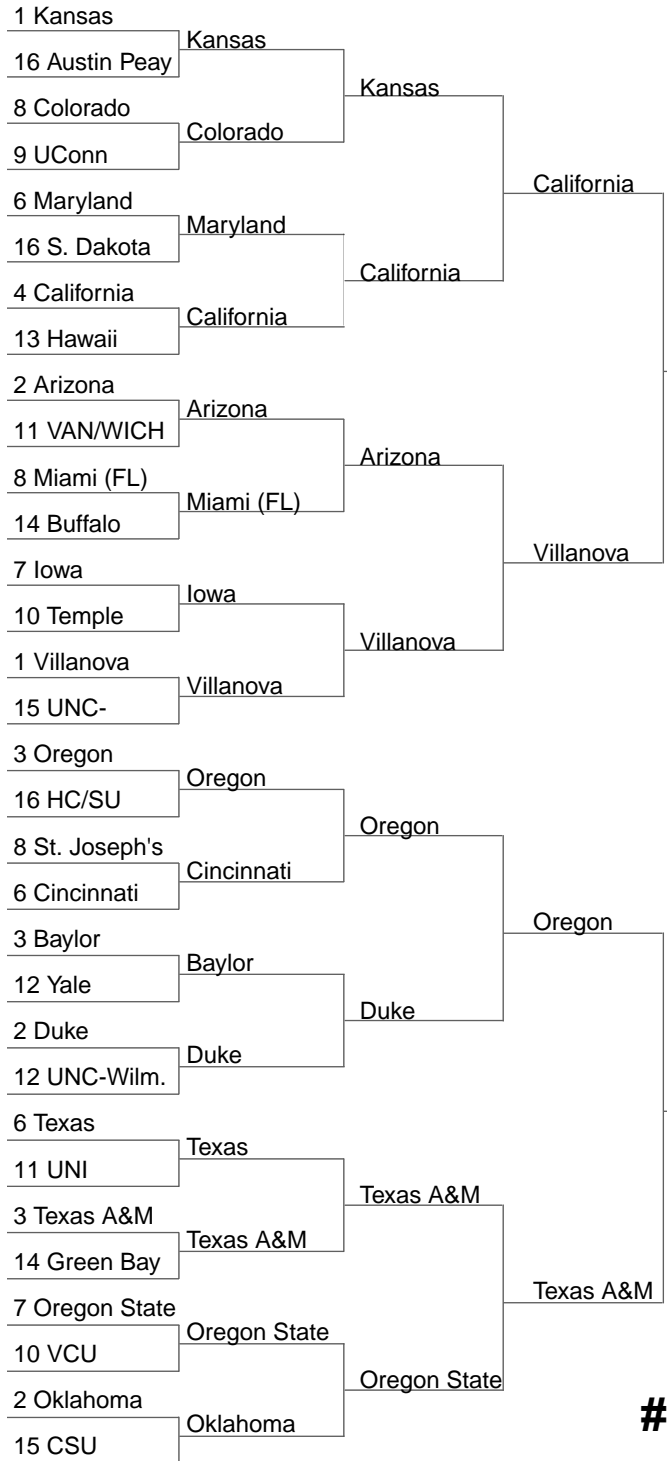 1 Kansas
16 Austin Peay
8 Colorado
9 UConn
6 Maryland
16 S. Dakota
4 California
13 Hawaii
2 Arizona
11 VAN/WICH
8 Miami (FL)
14 Buffalo
7 Iowa
10 Temple
1 Villanova
15 UNC-
3 Oregon
16 HC/SU
8 St. Joseph's
6 Cincinnati
3 Baylor
12 Yale
2 Duke
12 UNC-Wilm.
6 Texas
11 UNI
3 Texas A&M
14 Green Bay
7 Oregon State
10 VCU
2 Oklahoma
15 CSU
Kansas
Colorado
Maryland
California
Arizona
Miami (FL)
Iowa
Villanova
Oregon
Cincinnati
Baylor
Duke
Texas
Texas A&M
Oregon State
Oklahoma
Kansas
California
Arizona
Villanova
Oregon
Duke
Texas A&M
Oregon State
California
Villanova
Oregon
Texas A&M
#